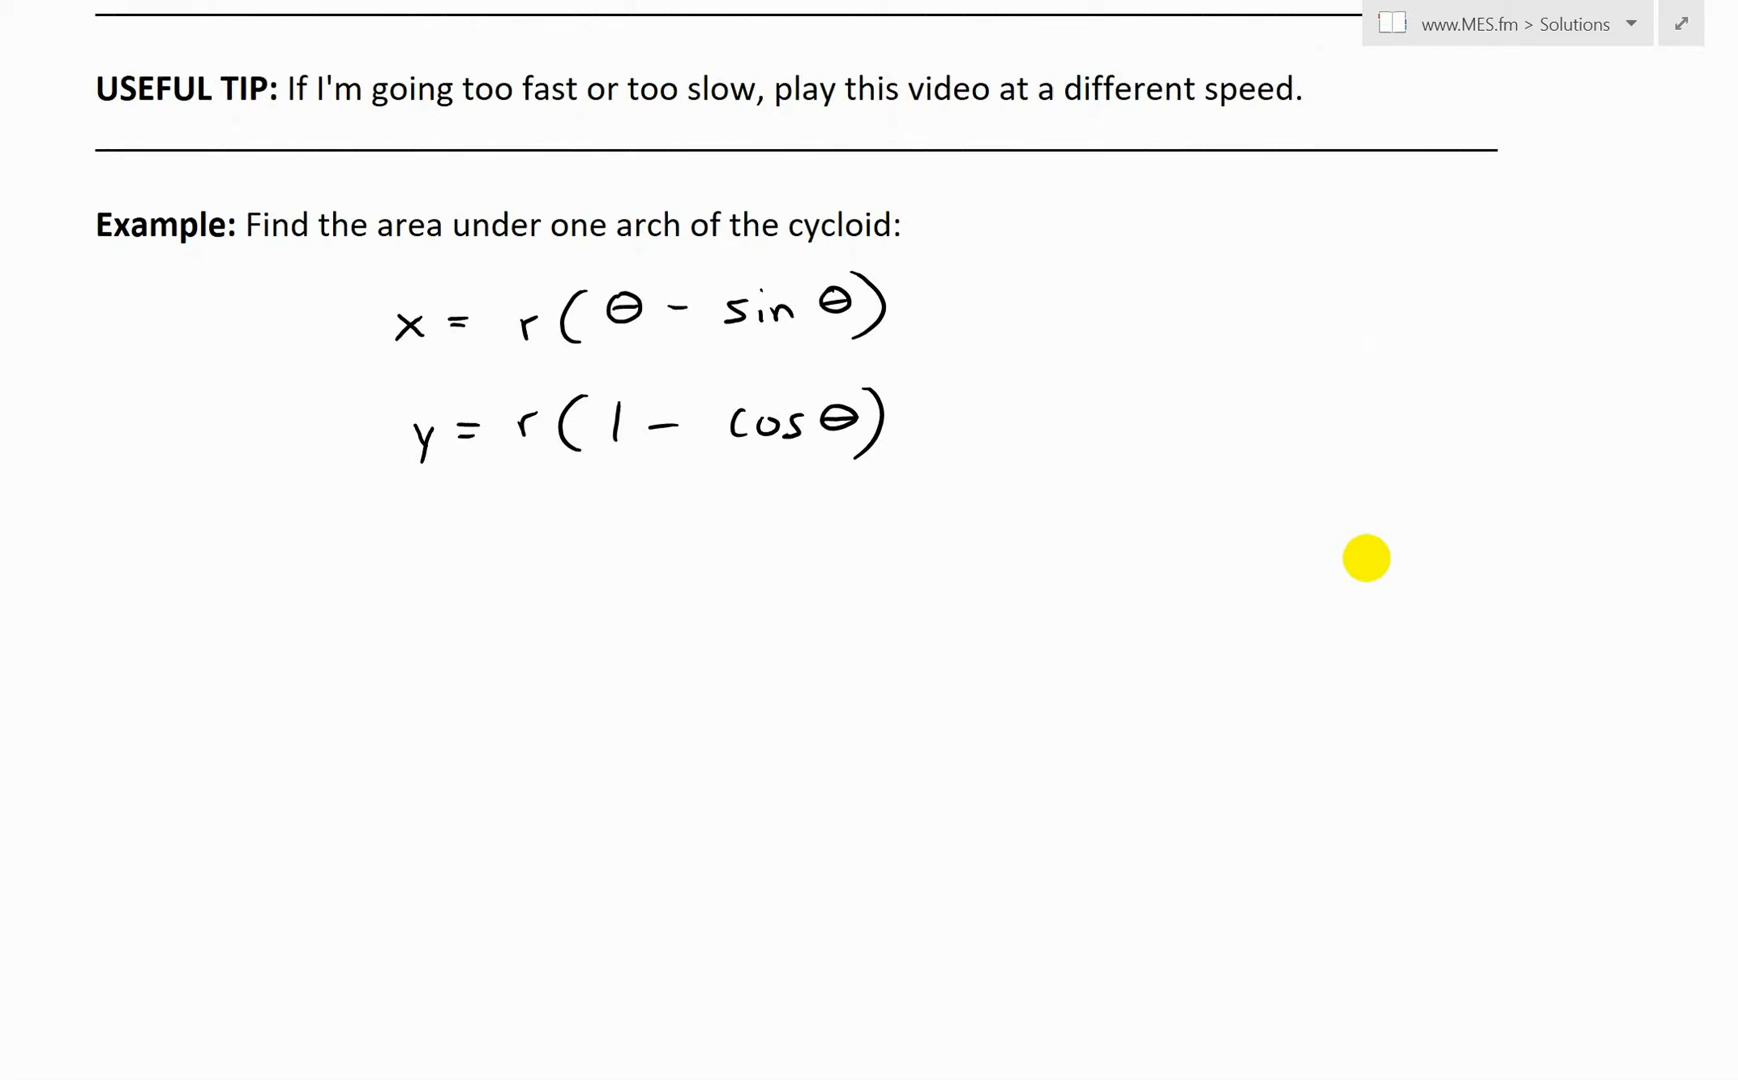 www.MES.fm > Solutions
USEFUL TIP: If I'm going too fast or too slow, play this video at a different speed.
Example: Find the area under one arch of the cycloid:
x = r(θ - sin θ)
y = r(1 - cosθ)